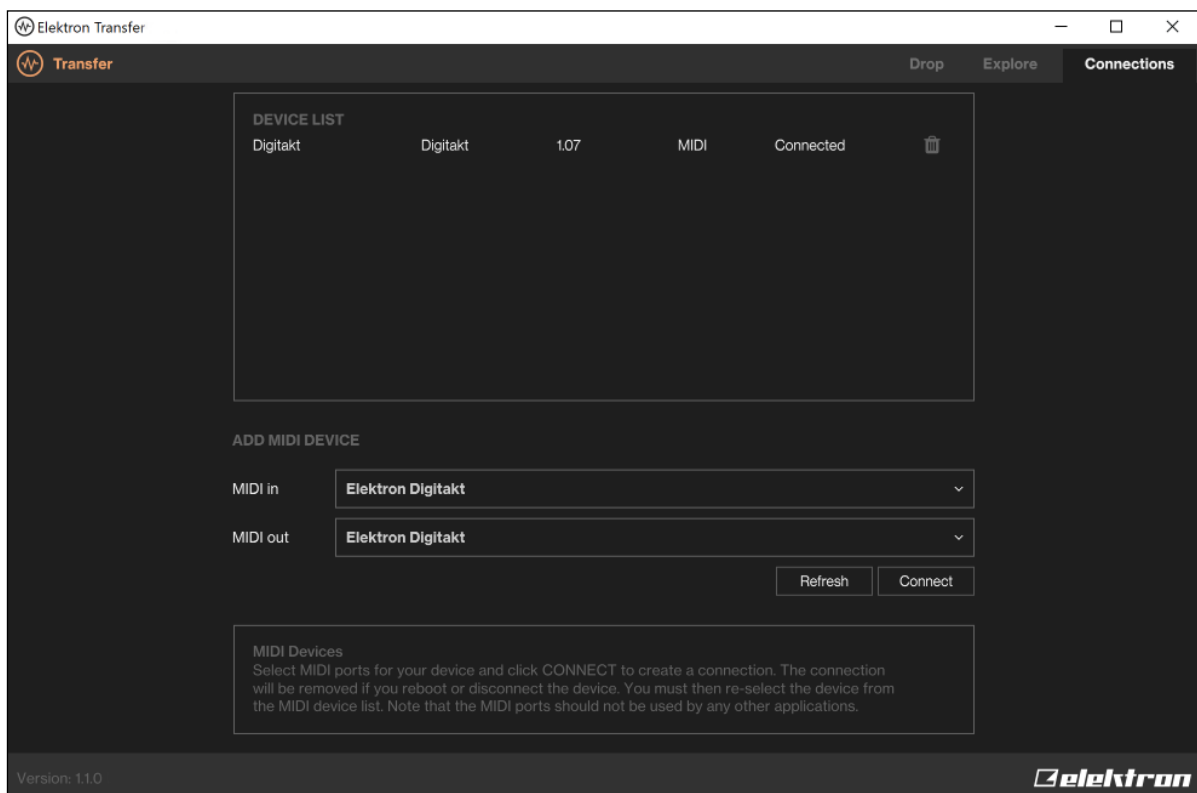 Elektron Transfer
Transfer Drop Explore Connections
DEVICE LIST
Digitakt Digitakt 1.07 MIDI Connected
ADD MIDI DEVICE
MIDI in Elektron Digitakt
MIDI out Elektron Digitakt
Refresh Connect
MIDI Devices
Select MIDI ports for your device and click CONNECT to create a connection. The connection
will be removed if you reboot or disconnect the device. You must then re-select the device from
the MIDI device list. Note that the MIDI ports should not be used by any other applications.
Version: 1.1.0 elektron